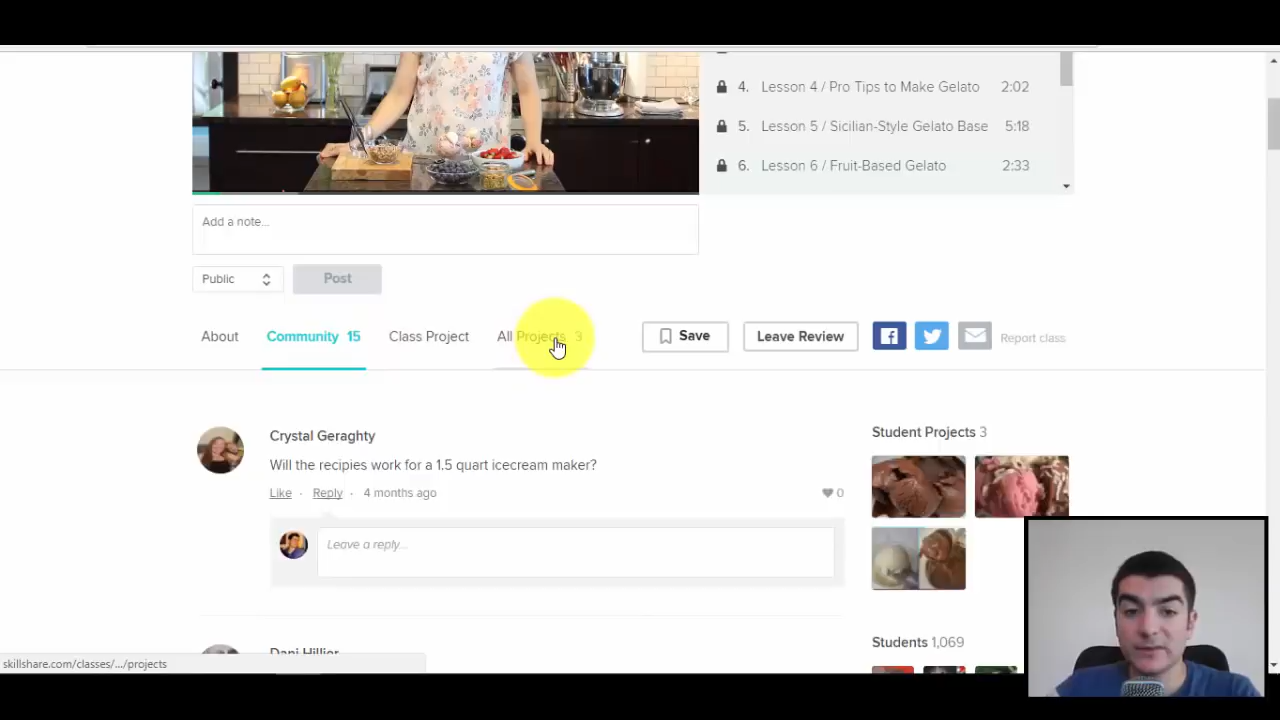 4. Lesson 4 / Pro Tips to Make Gelato 2:02
5. Lesson 5 / Sicilian-Style Gelato Base 5:18
6. Lesson 6 / Fruit-Based Gelato 2:33
Add a note...
Public Post
About Community 15 Class Project All Projects 3 Save Leave Review Report class
Crystal Geraghty
Will the recipies work for a 1.5 quart icecream maker?
Like · Reply · 4 months ago 0
Leave a reply...
Dani Hillier
Student Projects 3
Students 1,069
skillshare.com/classes/.../projects